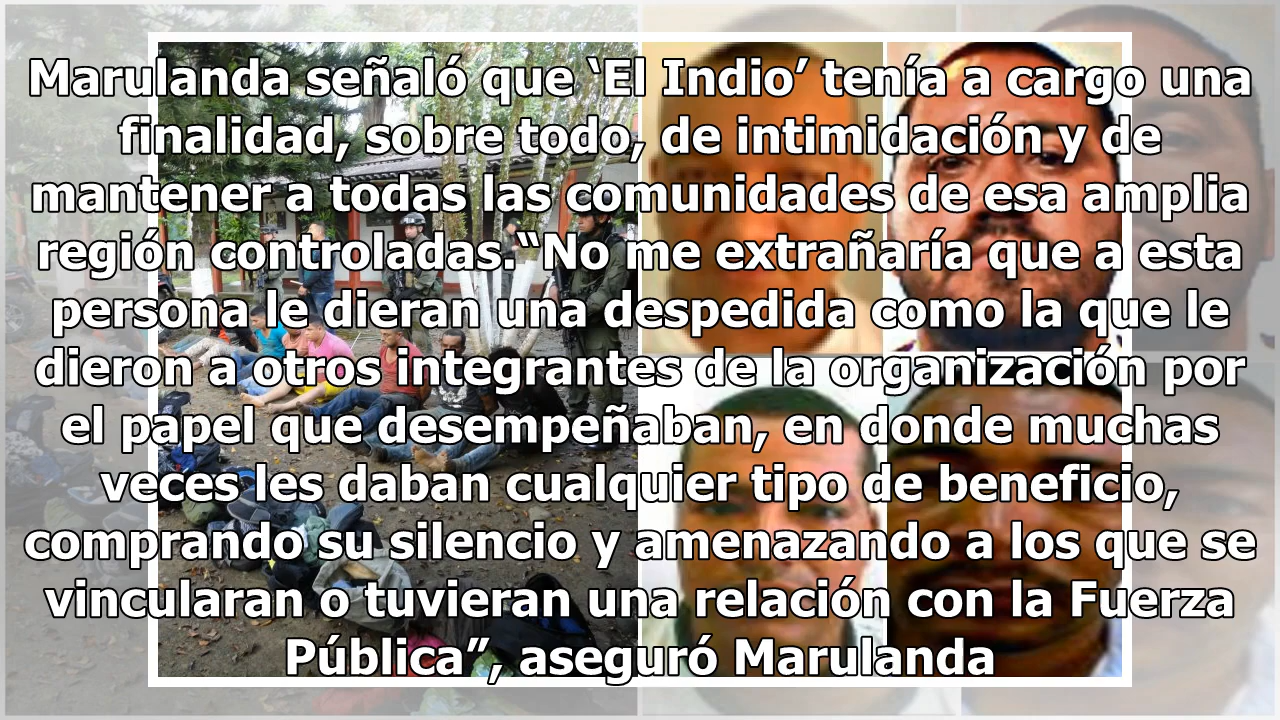 Marulanda señaló que ‘El Indio’ tenía a cargo una
finalidad, sobre todo, de intimidación y de
mantener a todas las comunidades de esa amplia
región controladas.“No me extrañaría que a esta
persona le dieran una despedida como la que le
dieron a otros integrantes de la organización por
el papel que desempeñaban, en donde muchas
veces les daban cualquier tipo de beneficio,
comprando su silencio y amenazando a los que se
vincularan o tuvieran una relación con la Fuerza
Pública”, aseguró Marulanda